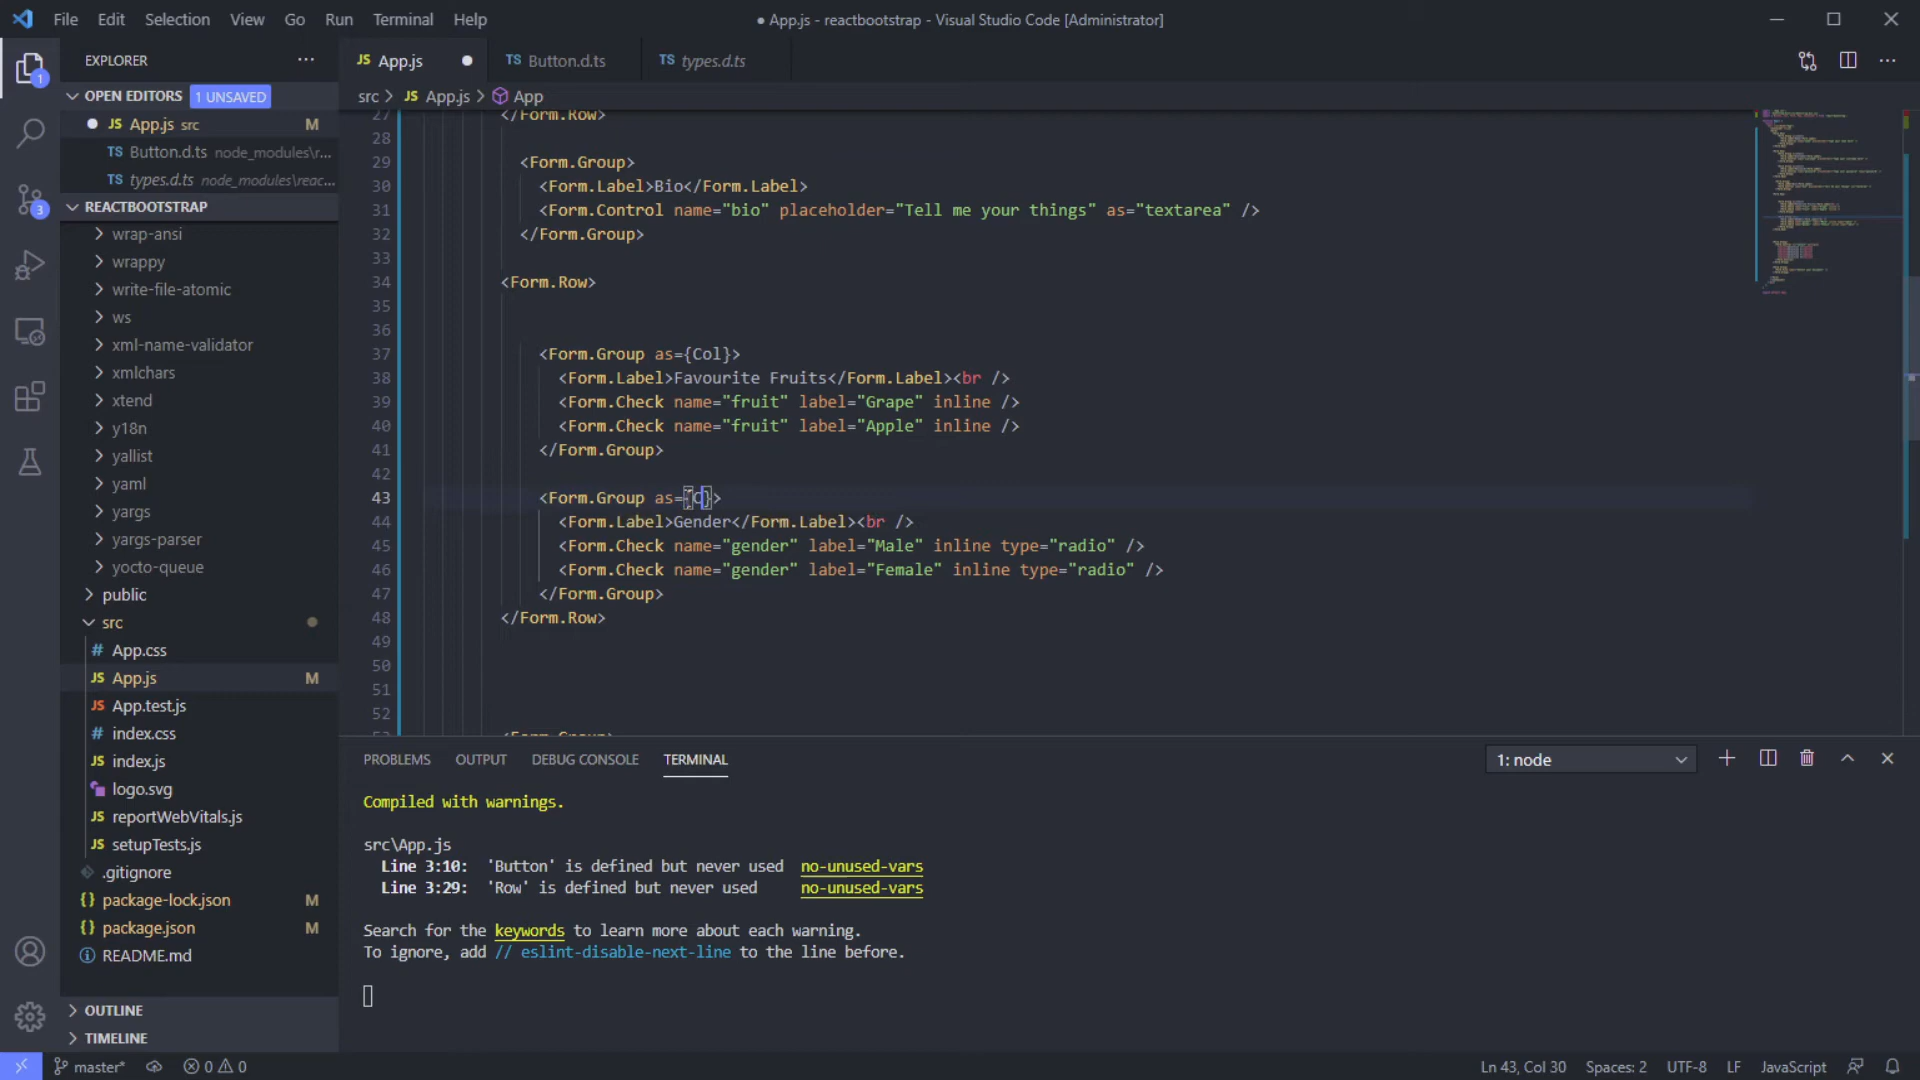 File Edit Selection View Go Run Terminal Help
● App.js - reactbootstrap - Visual Studio Code [Administrator]
EXPLORER
JS App.js
TS Button.d.ts
TS types.d.ts
OPEN EDITORS 1 UNSAVED
src > JS App.js > App
JS App.js src M
TS Button.d.ts node_modules\r...
TS types.d.ts node_modules\reac...
REACTBOOTSTRAP
wrap-ansi
wrappy
write-file-atomic
ws
xml-name-validator
xmlchars
xtend
y18n
yallist
yaml
yargs
yargs-parser
yocto-queue
public
src
# App.css
JS App.js M
JS App.test.js
# index.css
JS index.js
logo.svg
JS reportWebVitals.js
JS setupTests.js
.gitignore
{} package-lock.json M
{} package.json M
README.md
OUTLINE
TIMELINE
1
3
27 </Form.Row>
28
29 <Form.Group>
30 <Form.Label>Bio</Form.Label>
31 <Form.Control name="bio" placeholder="Tell me your things" as="textarea" />
32 </Form.Group>
33
34 <Form.Row>
35
36
37 <Form.Group as={Col}>
38 <Form.Label>Favourite Fruits</Form.Label><br />
39 <Form.Check name="fruit" label="Grape" inline />
40 <Form.Check name="fruit" label="Apple" inline />
41 </Form.Group>
42
43 <Form.Group as={C}>
44 <Form.Label>Gender</Form.Label><br />
45 <Form.Check name="gender" label="Male" inline type="radio" />
46 <Form.Check name="gender" label="Female" inline type="radio" />
47 </Form.Group>
48 </Form.Row>
49
50
51
52
53 <Form.Group>
PROBLEMS OUTPUT DEBUG CONSOLE TERMINAL
1: node
Compiled with warnings.
src\App.js
Line 3:10: 'Button' is defined but never used no-unused-vars
Line 3:29: 'Row' is defined but never used no-unused-vars
Search for the keywords to learn more about each warning.
To ignore, add // eslint-disable-next-line to the line before.
master* 0 0
Ln 43, Col 30 Spaces: 2 UTF-8 LF JavaScript